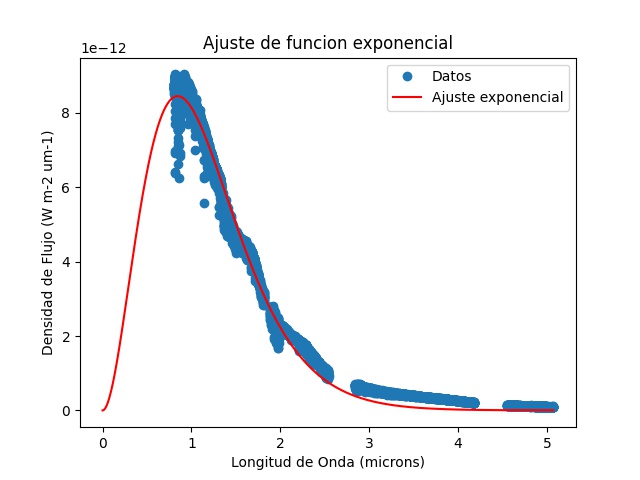 Ajuste de funcion exponencial
1e−12
Datos
Ajuste exponencial
Densidad de Flujo (W m-2 um-1)
8
6
4
2
0
0 1 2 3 4 5
Longitud de Onda (microns)